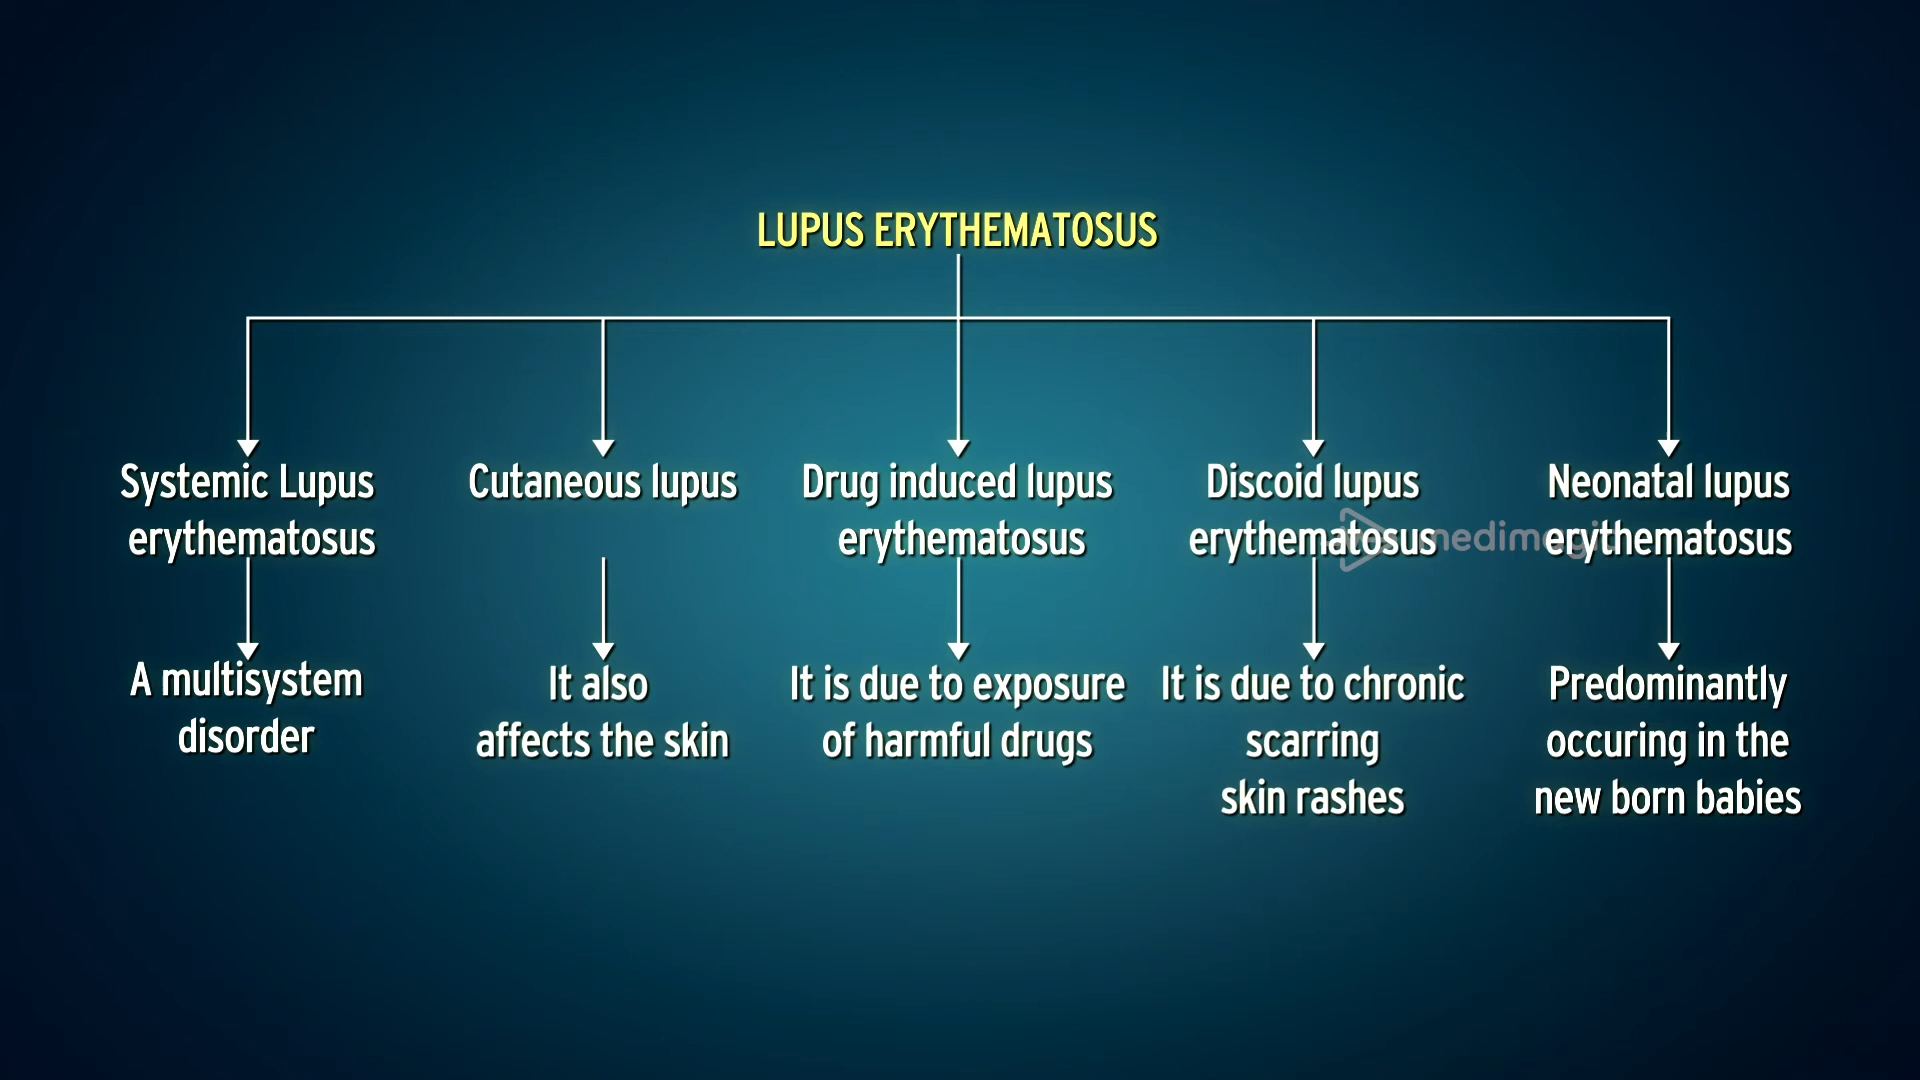 LUPUS ERYTHEMATOSUS
Systemic Lupus
erythematosus
A multisystem
disorder
Cutaneous lupus
It also
affects the skin
Drug induced lupus
erythematosus
It is due to exposure
of harmful drugs
Discoid lupus
erythematosus
It is due to chronic
scarring
skin rashes
Neonatal lupus
erythematosus
Predominantly
occuring in the
new born babies